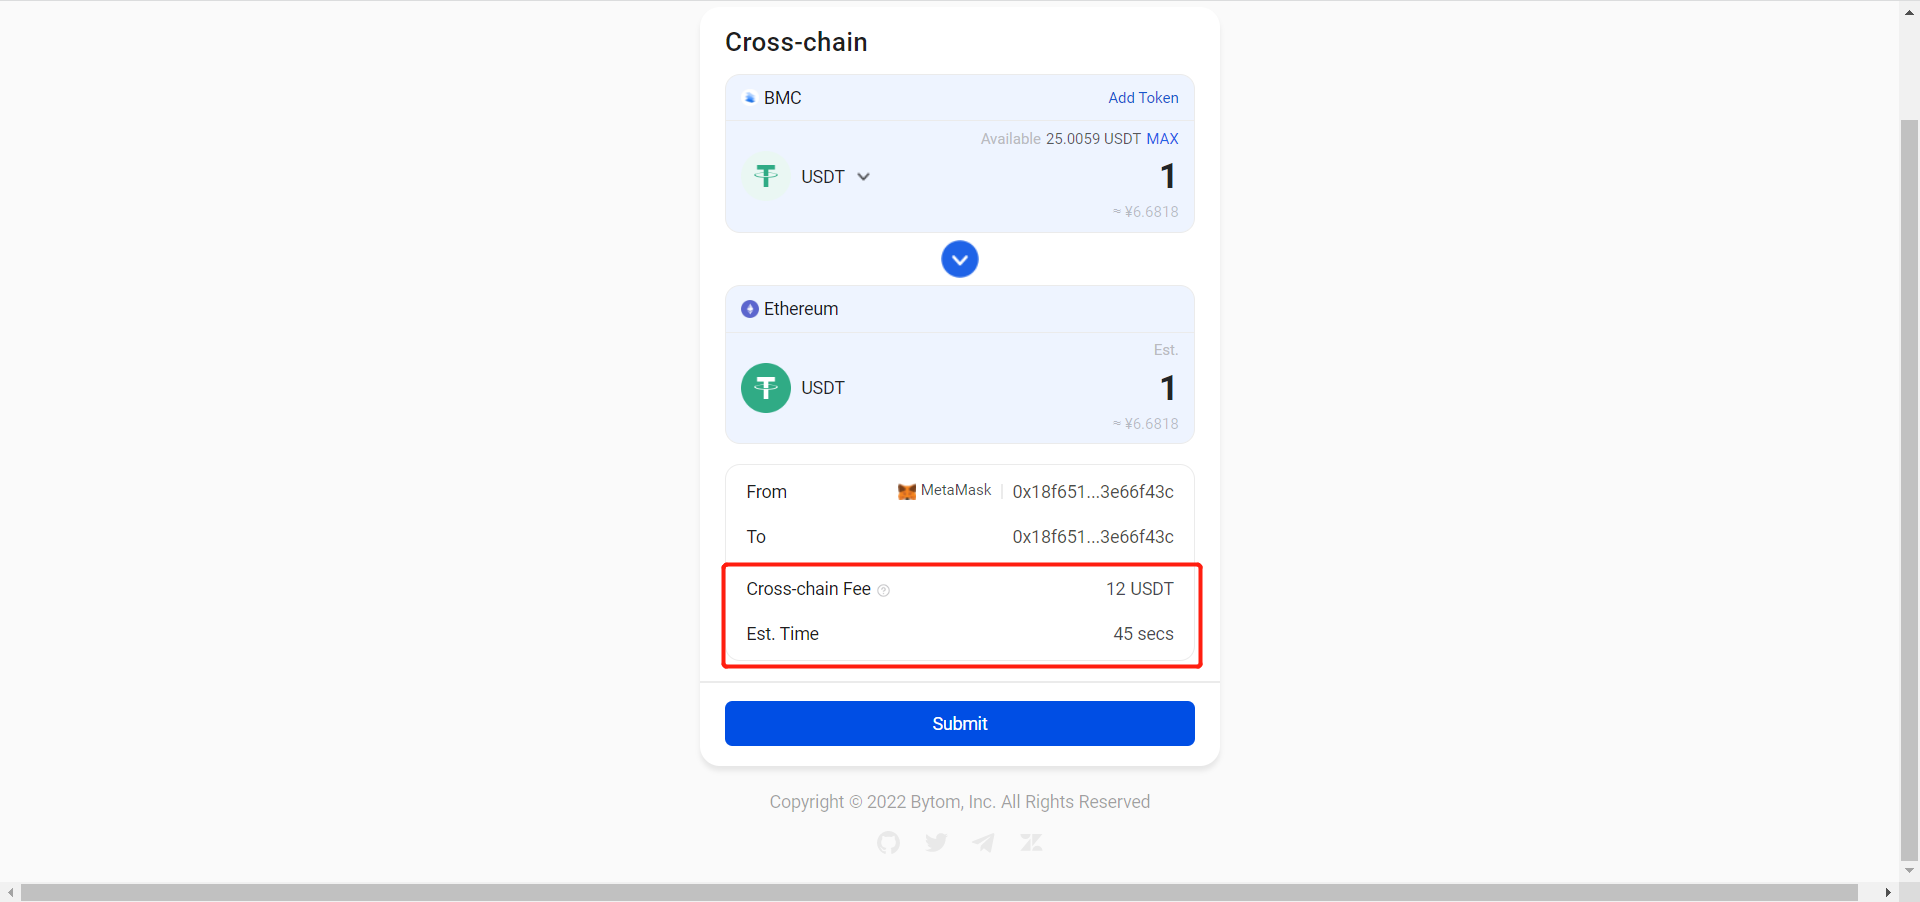 Cross-chain
BMC Add Token
Available 25.0059 USDT MAX
USDT 1
≈ ¥6.6818
Ethereum
Est.
USDT 1
≈ ¥6.6818
From MetaMask 0x18f651...3e66f43c
To 0x18f651...3e66f43c
Cross-chain Fee ? 12 USDT
Est. Time 45 secs
Submit
Copyright © 2022 Bytom, Inc. All Rights Reserved